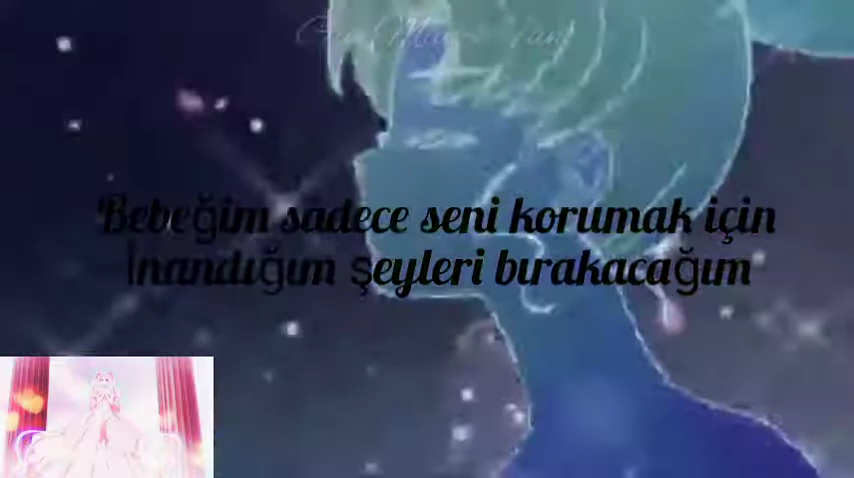 Bebeğim sadece seni korumak için
İnandığım şeyleri bırakacağım